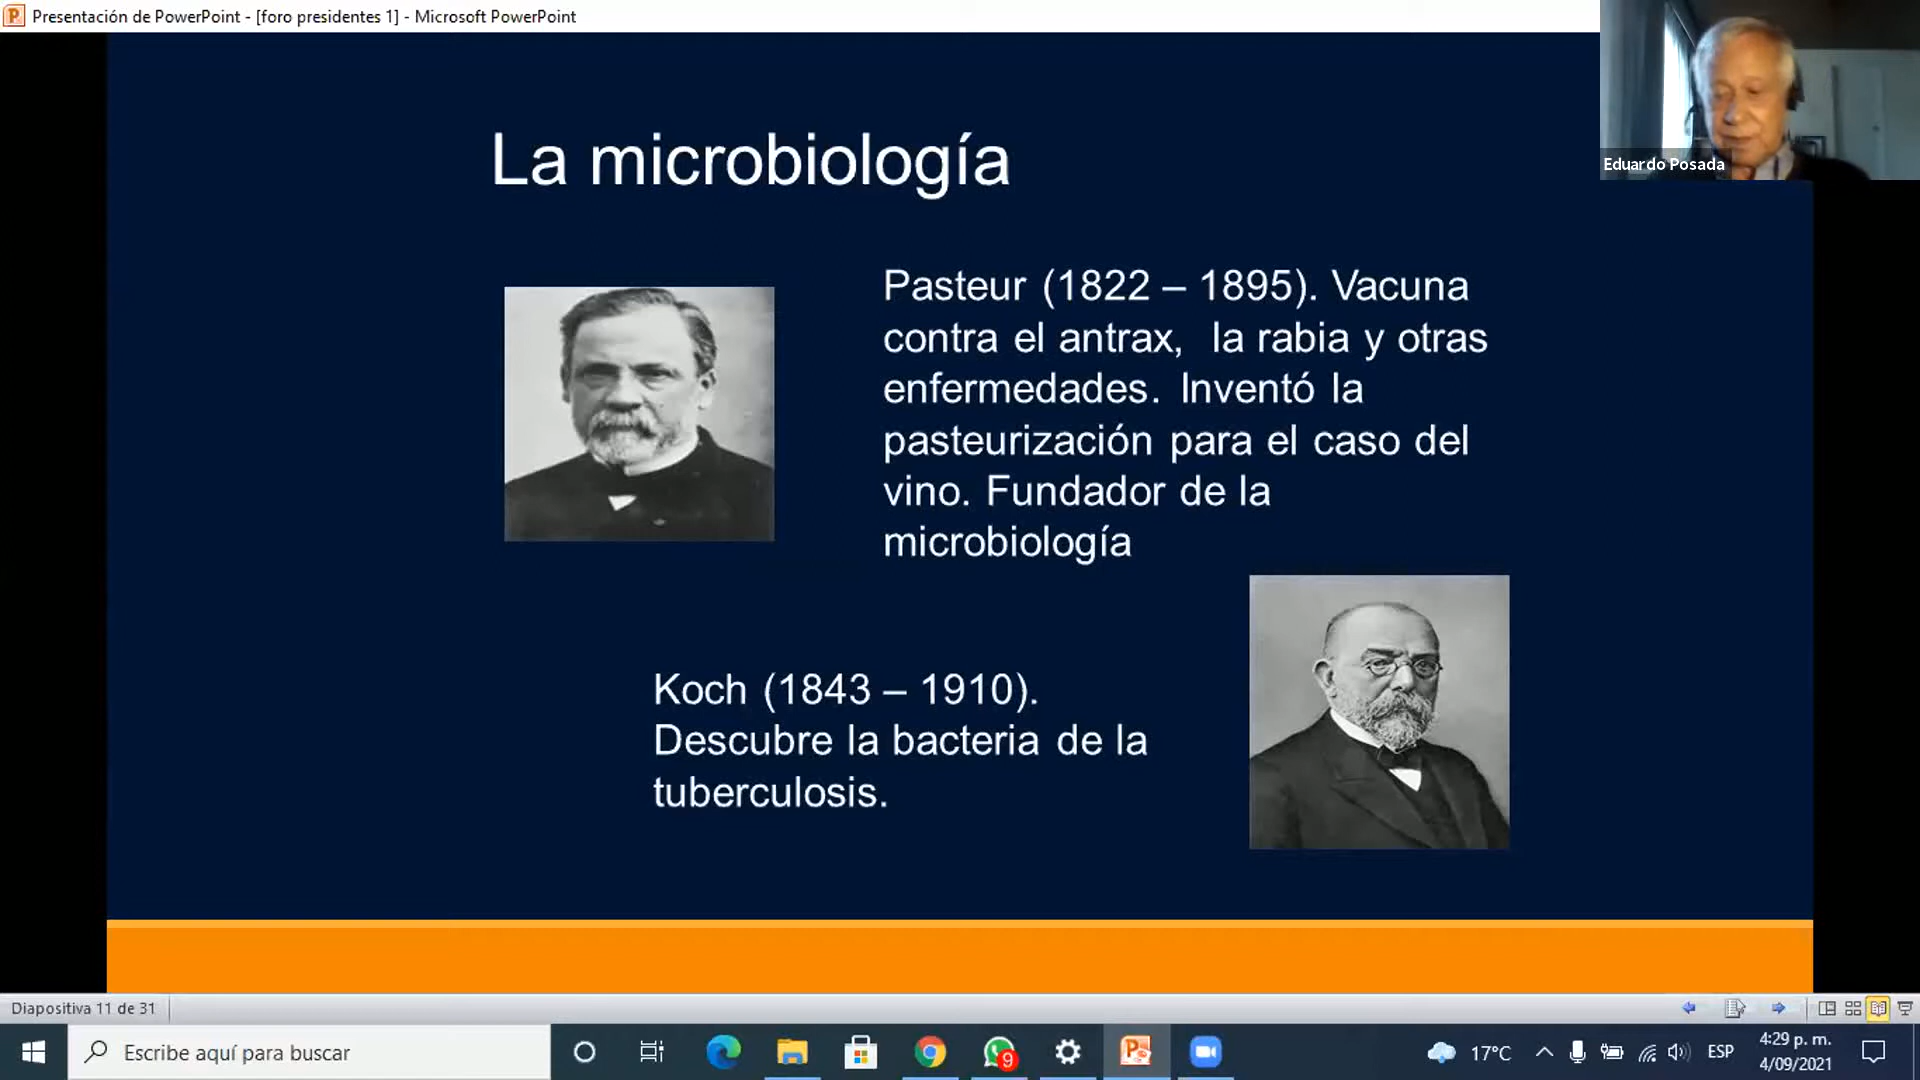 Presentación de PowerPoint - [foro presidentes 1] - Microsoft PowerPoint
Eduardo Posada
La microbiología
Pasteur (1822 – 1895). Vacuna
contra el antrax,  la rabia y otras
enfermedades. Inventó la
pasteurización para el caso del
vino. Fundador de la
microbiología
Koch (1843 – 1910).
Descubre la bacteria de la
tuberculosis.
Diapositiva 11 de 31
Escribe aquí para buscar
9
17°C
ESP
4:29 p. m.
4/09/2021